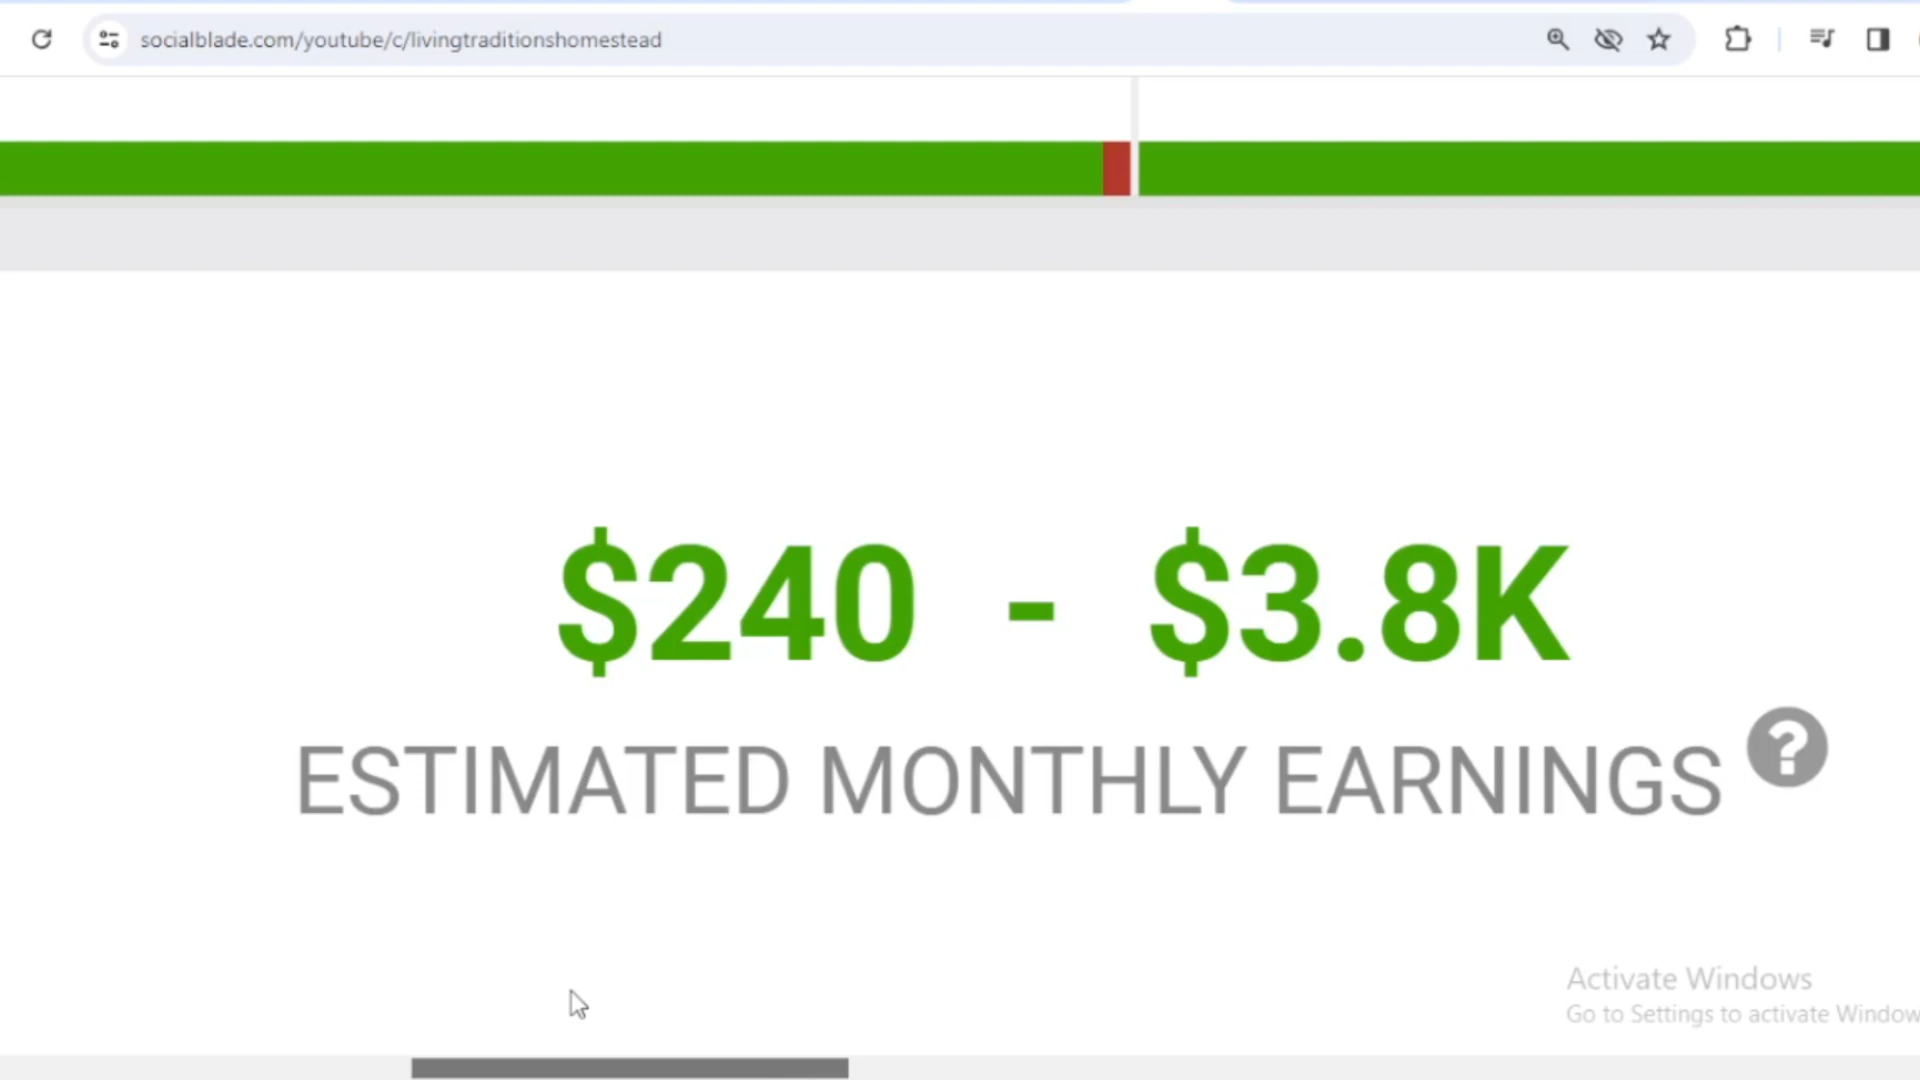 socialblade.com/youtube/c/livingtraditionshomestead
$240 - $3.8K
ESTIMATED MONTHLY EARNINGS ?
Activate Windows
Go to Settings to activate Window